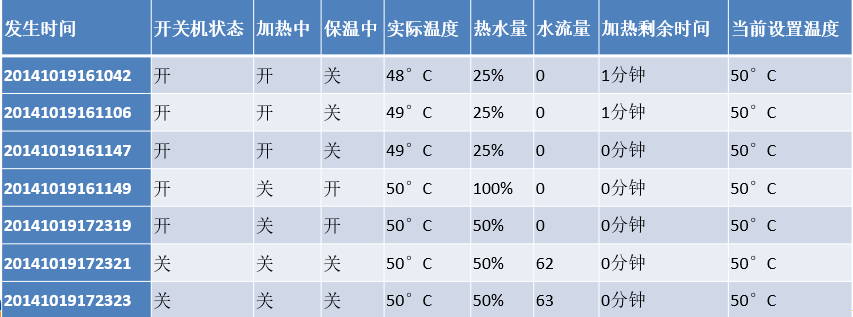 发生时间 开关机状态 加热中 保温中 实际温度 热水量 水流量 加热剩余时间 当前设置温度
20141019161042 开 开 关 48°C 25% 0 1分钟 50°C
20141019161106 开 开 关 49°C 25% 0 1分钟 50°C
20141019161147 开 开 关 49°C 25% 0 0分钟 50°C
20141019161149 开 关 开 50°C 100% 0 0分钟 50°C
20141019172319 开 关 开 50°C 50% 0 0分钟 50°C
20141019172321 关 关 关 50°C 50% 62 0分钟 50°C
20141019172323 关 关 关 50°C 50% 63 0分钟 50°C